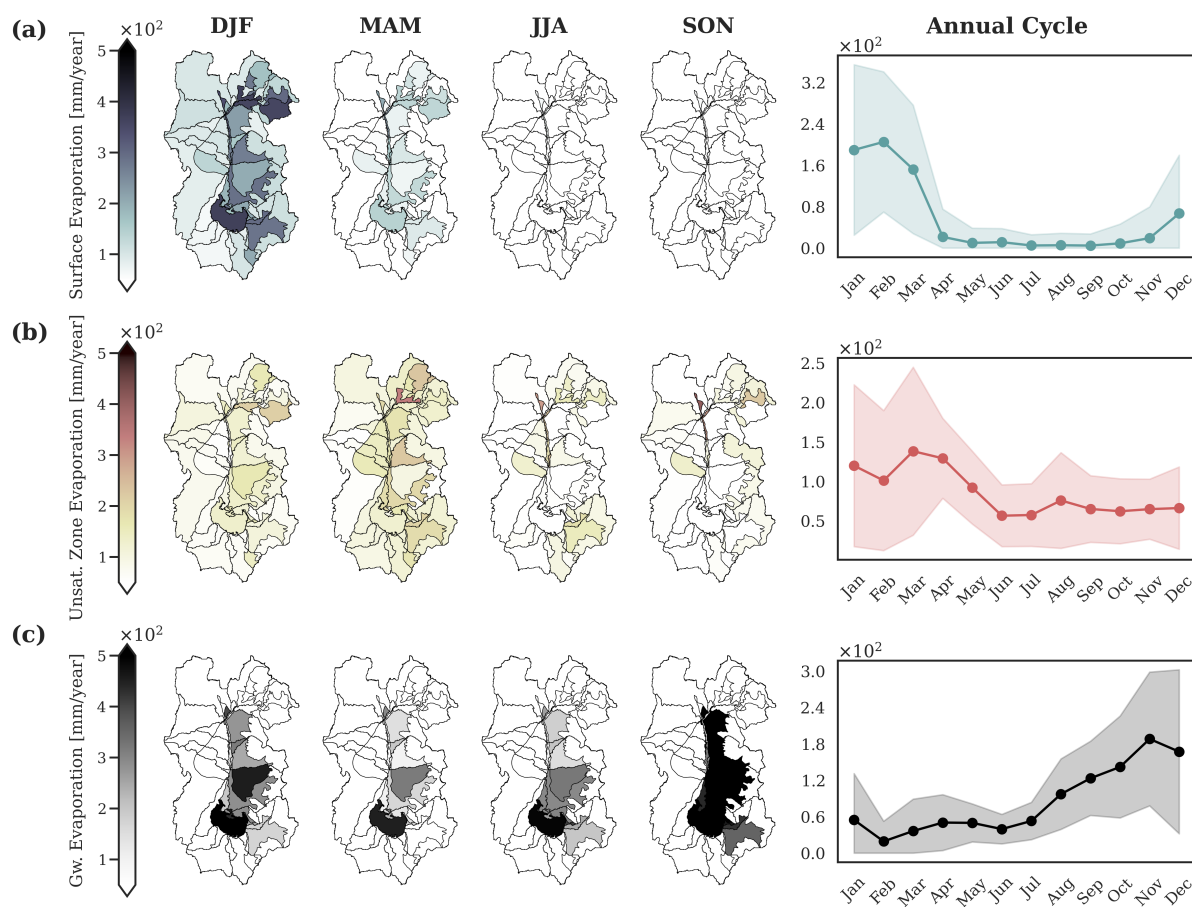 (a)
DJF
MAM
JJA
SON
Annual Cycle
×10²
Surface Evaporation [mm/year]
5
4
3
2
1
×10²
3.2
2.4
1.6
0.8
0.0
Jan
Feb
Mar
Apr
May
Jun
Jul
Aug
Sep
Oct
Nov
Dec
(b)
×10²
Unsat. Zone Evaporation [mm/year]
5
4
3
2
1
×10²
2.5
2.0
1.5
1.0
0.5
Jan
Feb
Mar
Apr
May
Jun
Jul
Aug
Sep
Oct
Nov
Dec
(c)
×10²
Gw. Evaporation [mm/year]
5
4
3
2
1
×10²
3.0
2.4
1.8
1.2
0.6
0.0
Jan
Feb
Mar
Apr
May
Jun
Jul
Aug
Sep
Oct
Nov
Dec